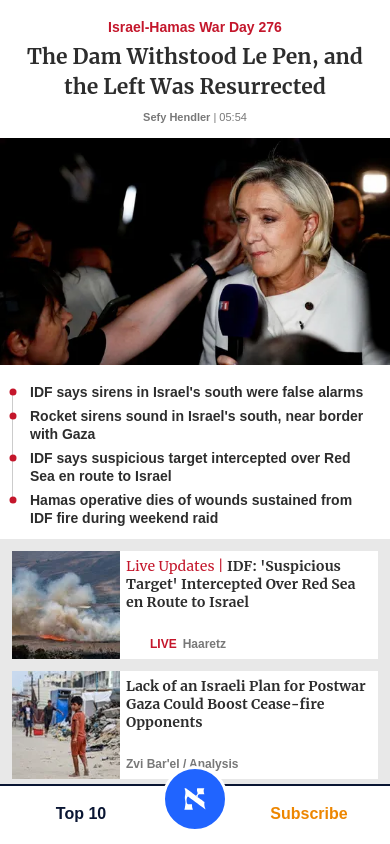 Israel-Hamas War Day 276
The Dam Withstood Le Pen, and
the Left Was Resurrected
Sefy Hendler | 05:54
IDF says sirens in Israel's south were false alarms
Rocket sirens sound in Israel's south, near border
with Gaza
IDF says suspicious target intercepted over Red
Sea en route to Israel
Hamas operative dies of wounds sustained from
IDF fire during weekend raid
Live Updates | IDF: 'Suspicious
Target' Intercepted Over Red Sea
en Route to Israel
LIVE Haaretz
Lack of an Israeli Plan for Postwar
Gaza Could Boost Cease-fire
Opponents
Zvi Bar'el / Analysis
Top 10
Subscribe